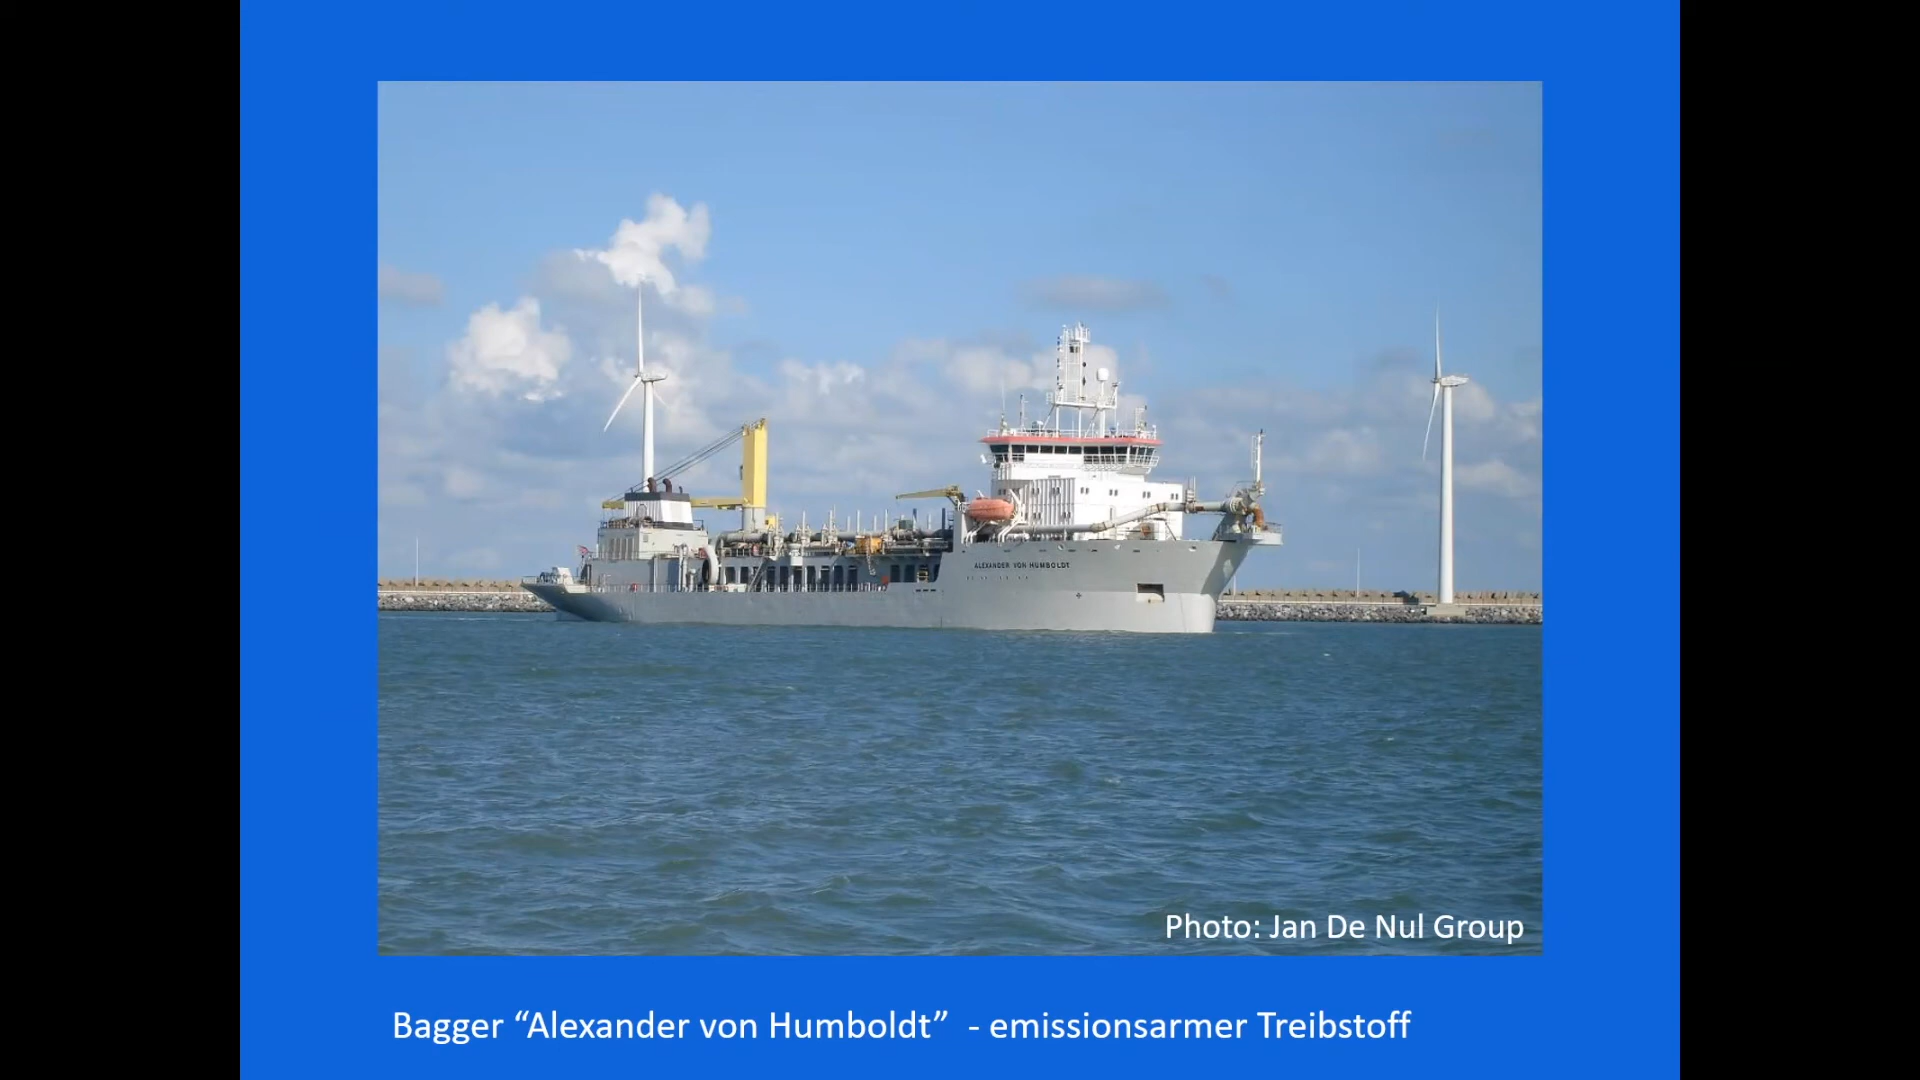 ALEXANDER VON HUMBOLDT
Photo: Jan De Nul Group
Bagger “Alexander von Humboldt” - emissionsarmer Treibstoff